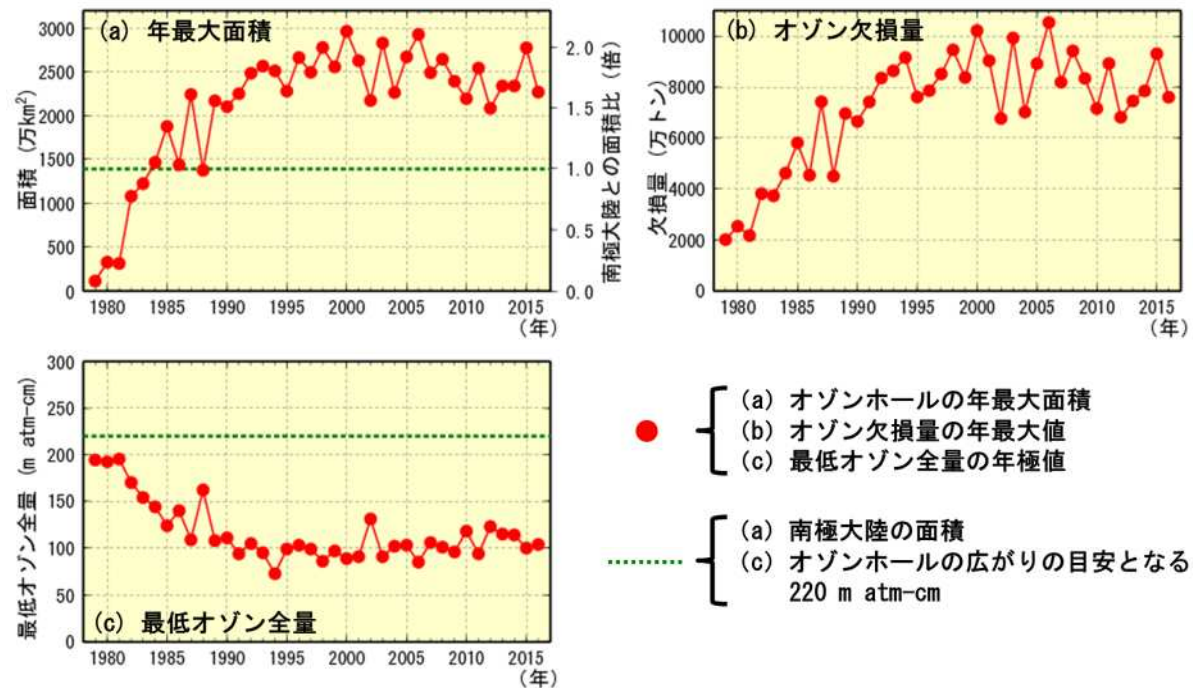 (a) 年最大面積
面積 (万km²)
3000
2500
2000
1500
1000
500
0
2.0
1.5
1.0
0.5
0.0
南極大陸との面積比 (倍)
1980 1985 1990 1995 2000 2005 2010 2015
(年)
(b) オゾン欠損量
欠損量 (万トン)
10000
8000
6000
4000
2000
0
1980 1985 1990 1995 2000 2005 2010 2015
(年)
最低オゾン全量 (m atm-cm)
300
250
200
150
100
50
0
(c) 最低オゾン全量
1980 1985 1990 1995 2000 2005 2010 2015
(年)
(a) オゾンホールの年最大面積
(b) オゾン欠損量の年最大値
(c) 最低オゾン全量の年極値
(a) 南極大陸の面積
(c) オゾンホールの広がりの目安となる
220 m atm-cm